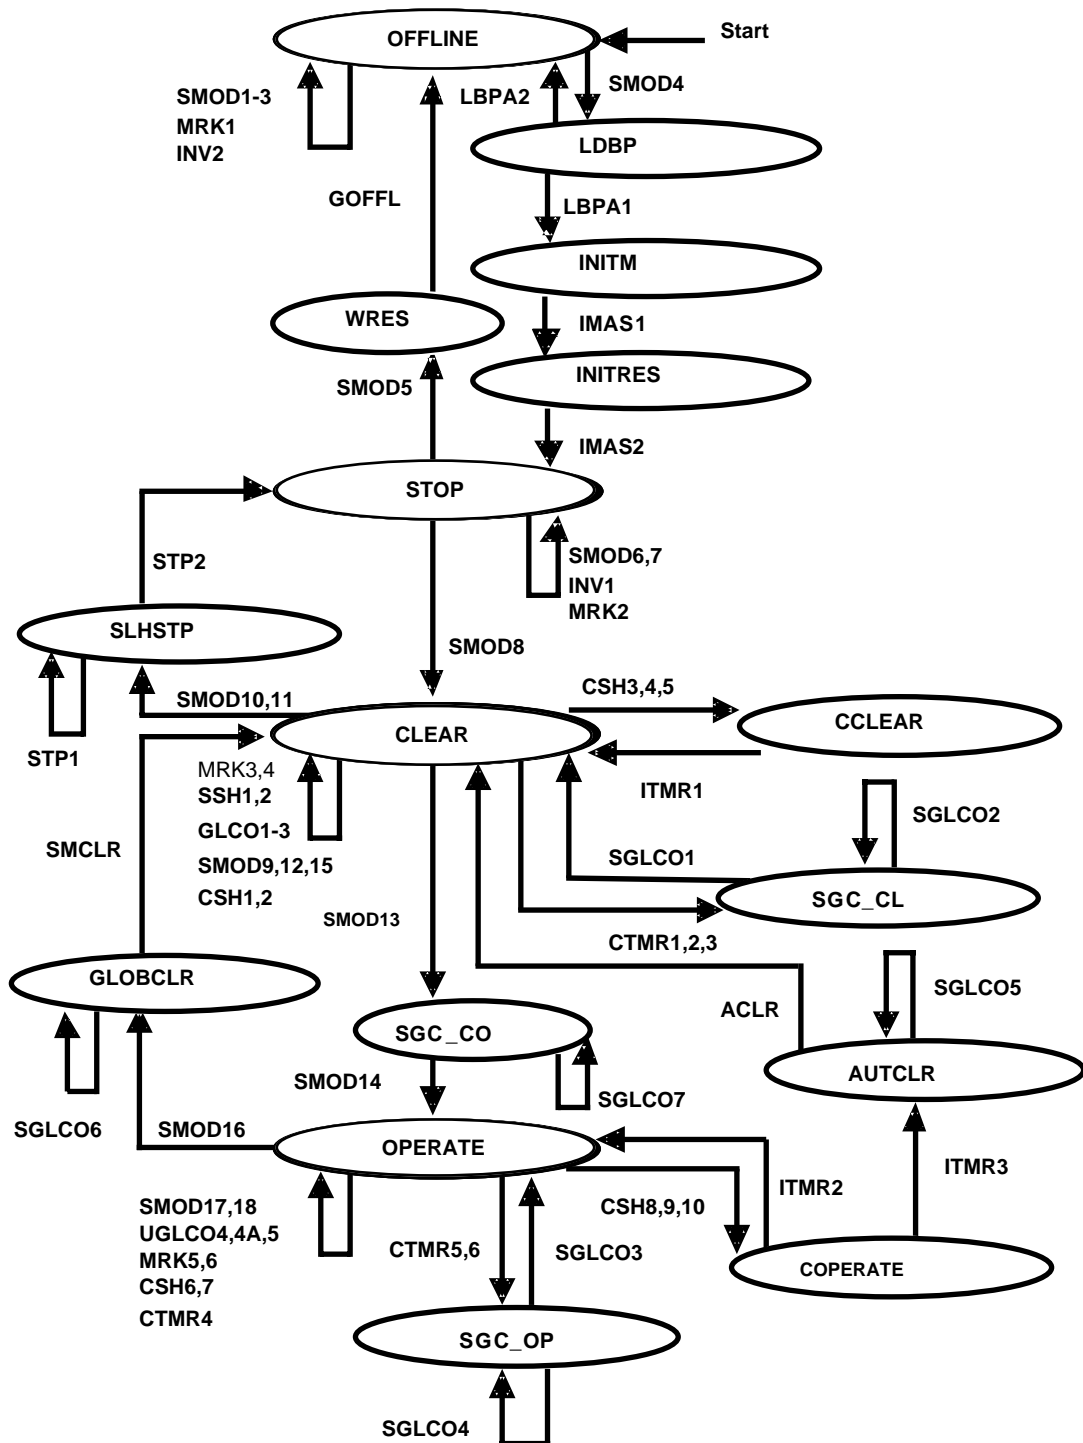 OFFLINE
Start
SMOD1-3
MRK1
INV2
LBPA2
SMOD4
LDBP
GOFFL
LBPA1
INITM
WRES
IMAS1
INITRES
SMOD5
IMAS2
STOP
STP2
SMOD6,7
INV1
MRK2
SLHSTP
SMOD8
SMOD10,11
CSH3,4,5
CCLEAR
CLEAR
STP1
ITMR1
MRK3,4
SSH1,2
GLCO1-3
SMOD9,12,15
CSH1,2
SMCLR
SGLCO2
SGLCO1
SGC_CL
SMOD13
CTMR1,2,3
GLOBCLR
SGLCO5
ACLR
SGC_CO
AUTCLR
SMOD14
SGLCO7
SGLCO6
SMOD16
OPERATE
ITMR3
ITMR2
SMOD17,18
UGLCO4,4A,5
MRK5,6
CSH6,7
CTMR4
CSH8,9,10
CTMR5,6
SGLCO3
COPERATE
SGC_OP
SGLCO4